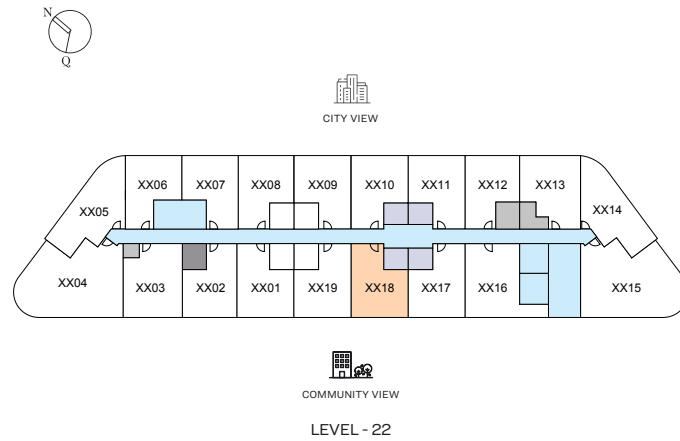 N
Q
CITY VIEW
XX06 XX07 XX08 XX09 XX10 XX11 XX12 XX13
XX05 XX14
XX04 XX03 XX02 XX01 XX19 XX18 XX17 XX16 XX15
COMMUNITY VIEW
LEVEL - 22